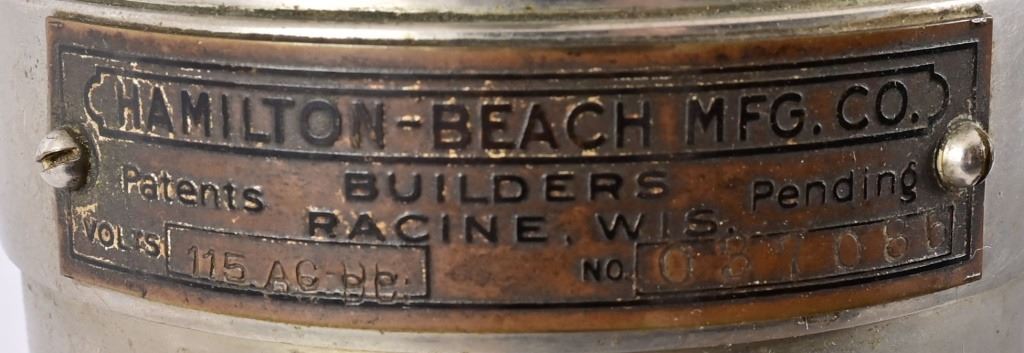 HAMILTON-BEACH MFG. CO.
Patents BUILDERS Pending
RACINE, WIS.
VOLTS 115 AC-DC. NO.